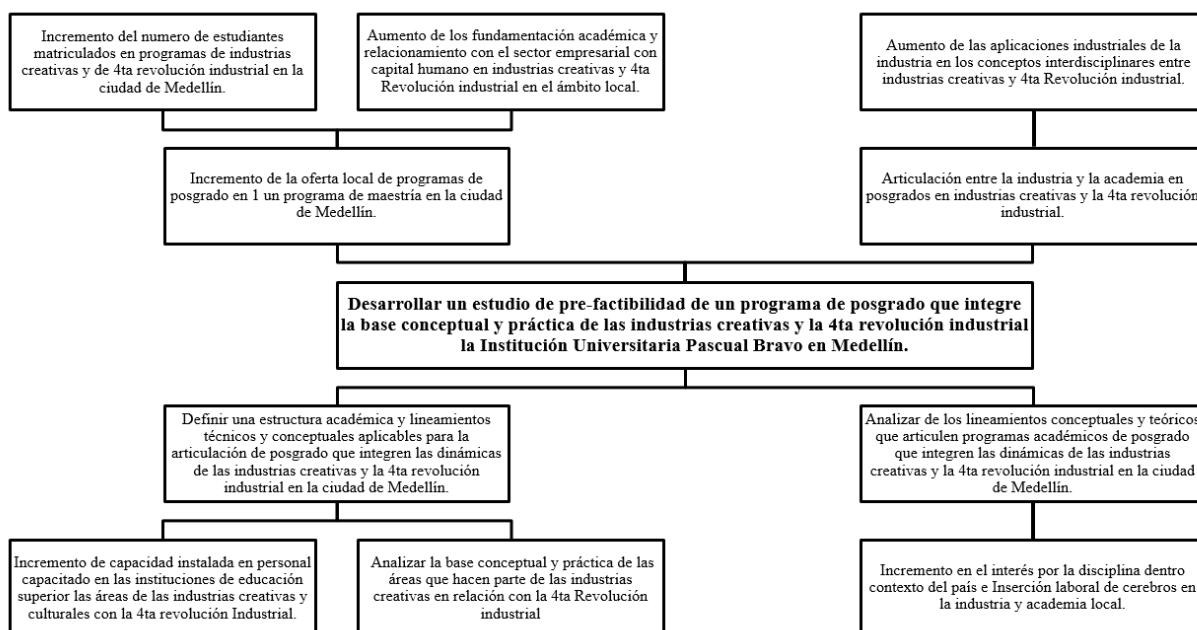 Incremento del numero de estudiantes
matriculados en programas de industrias
creativas y de 4ta revolución industrial en la
ciudad de Medellín.
Aumento de los fundamentación académica y
relacionamiento con el sector empresarial con
capital humano en industrias creativas y 4ta
Revolución industrial en el ámbito local.
Aumento de las aplicaciones industriales de la
industria en los conceptos interdisciplinares entre
industrias creativas y 4ta Revolución industrial.
Incremento de la oferta local de programas de
posgrado en 1 un programa de maestría en la ciudad
de Medellín.
Articulación entre la industria y la academia en
posgrados en industrias creativas y la 4ta revolución
industrial.
Desarrollar un estudio de pre-factibilidad de un programa de posgrado que integre
la base conceptual y práctica de las industrias creativas y la 4ta revolución industrial
la Institución Universitaria Pascual Bravo en Medellín.
Definir una estructura académica y lineamientos
técnicos y conceptuales aplicables para la
articulación de posgrado que integren las dinámicas
de las industrias creativas y la 4ta revolución
industrial en la ciudad de Medellín.
Analizar de los lineamientos conceptuales y teóricos
que articulen programas académicos de posgrado
que integren las dinámicas de las industrias
creativas y la 4ta revolución industrial en la ciudad
de Medellín.
Incremento de capacidad instalada en personal
capacitado en las instituciones de educación
superior las áreas de las industrias creativas y
culturales con la 4ta revolución Industrial.
Analizar la base conceptual y práctica de las
áreas que hacen parte de las industrias
creativas en relación con la 4ta Revolución
industrial
Incremento en el interés por la disciplina dentro
contexto del país e Inserción laboral de cerebros en
la industria y academia local.